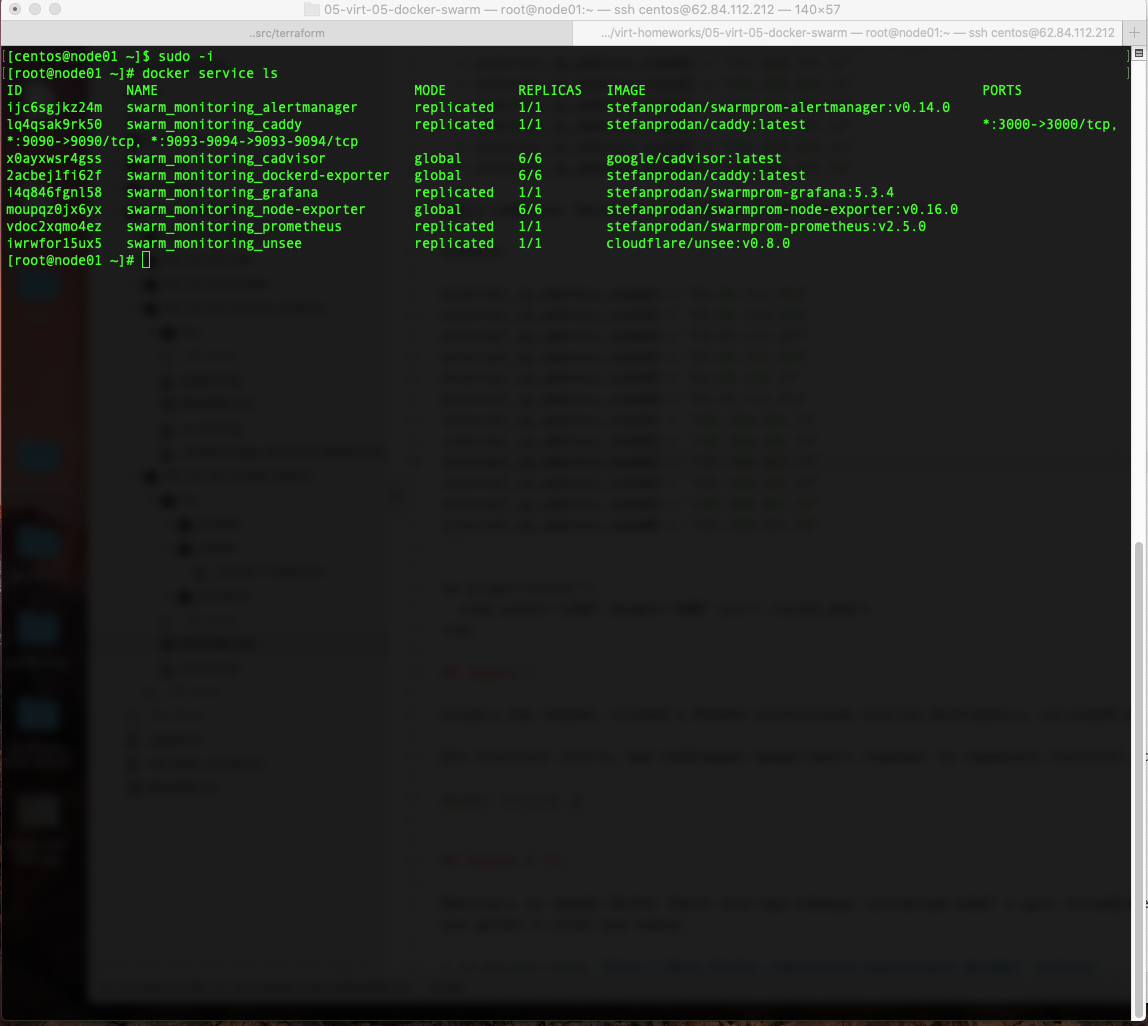 05-virt-05-docker-swarm — root@node01:~ — ssh centos@62.84.112.212 — 140×57
..src/terraform
.../virt-homeworks/05-virt-05-docker-swarm — root@node01:~ — ssh centos@62.84.112.212
[centos@node01 ~]$ sudo -i
[root@node01 ~]# docker service ls
ID NAME MODE REPLICAS IMAGE PORTS
ijc6sgjkz24m swarm_monitoring_alertmanager replicated 1/1 stefanprodan/swarmprom-alertmanager:v0.14.0
lq4qsak9rk50 swarm_monitoring_caddy replicated 1/1 stefanprodan/caddy:latest *:3000->3000/tcp,
*:9090->9090/tcp, *:9093-9094->9093-9094/tcp
x0ayxwsr4gss swarm_monitoring_cadvisor global 6/6 google/cadvisor:latest
2acbej1fi62f swarm_monitoring_dockerd-exporter global 6/6 stefanprodan/caddy:latest
i4q846fgnl58 swarm_monitoring_grafana replicated 1/1 stefanprodan/swarmprom-grafana:5.3.4
moupqz0jx6yx swarm_monitoring_node-exporter global 6/6 stefanprodan/swarmprom-node-exporter:v0.16.0
vdoc2xqmo4ez swarm_monitoring_prometheus replicated 1/1 stefanprodan/swarmprom-prometheus:v2.5.0
iwrwfor15ux5 swarm_monitoring_unsee replicated 1/1 cloudflare/unsee:v0.8.0
[root@node01 ~]#